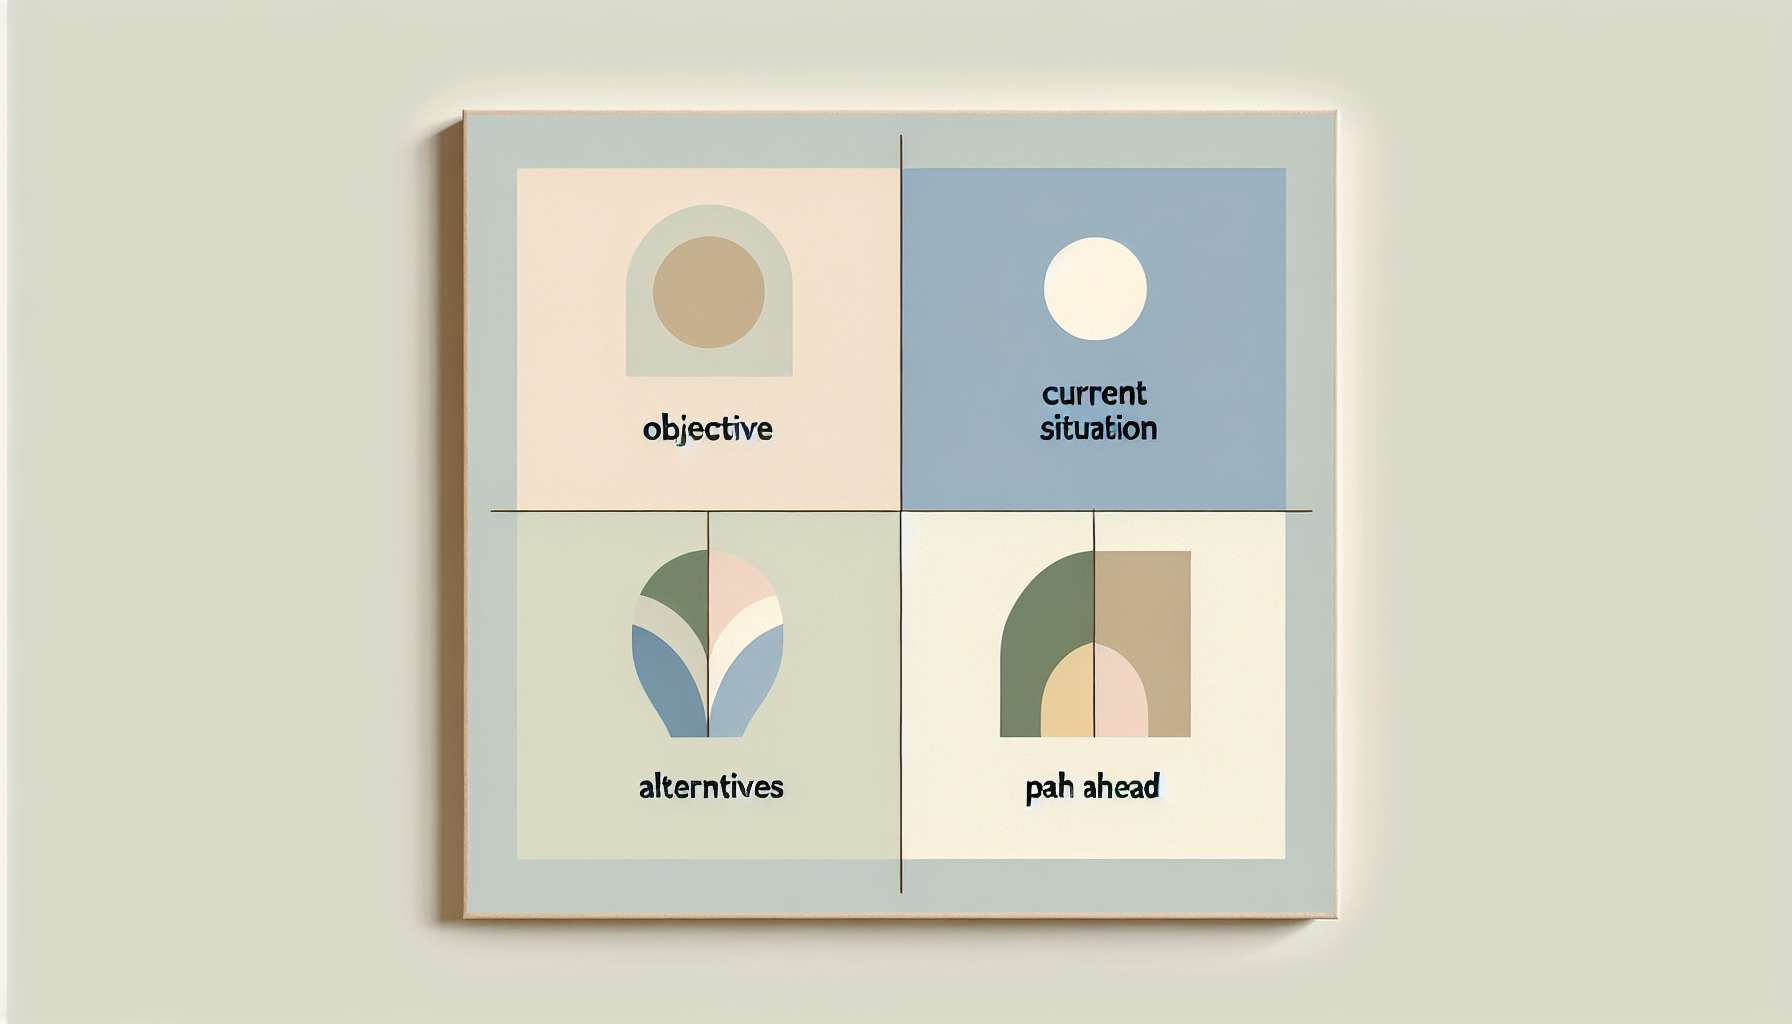 objective
current
situation
alterntives
pah ahead